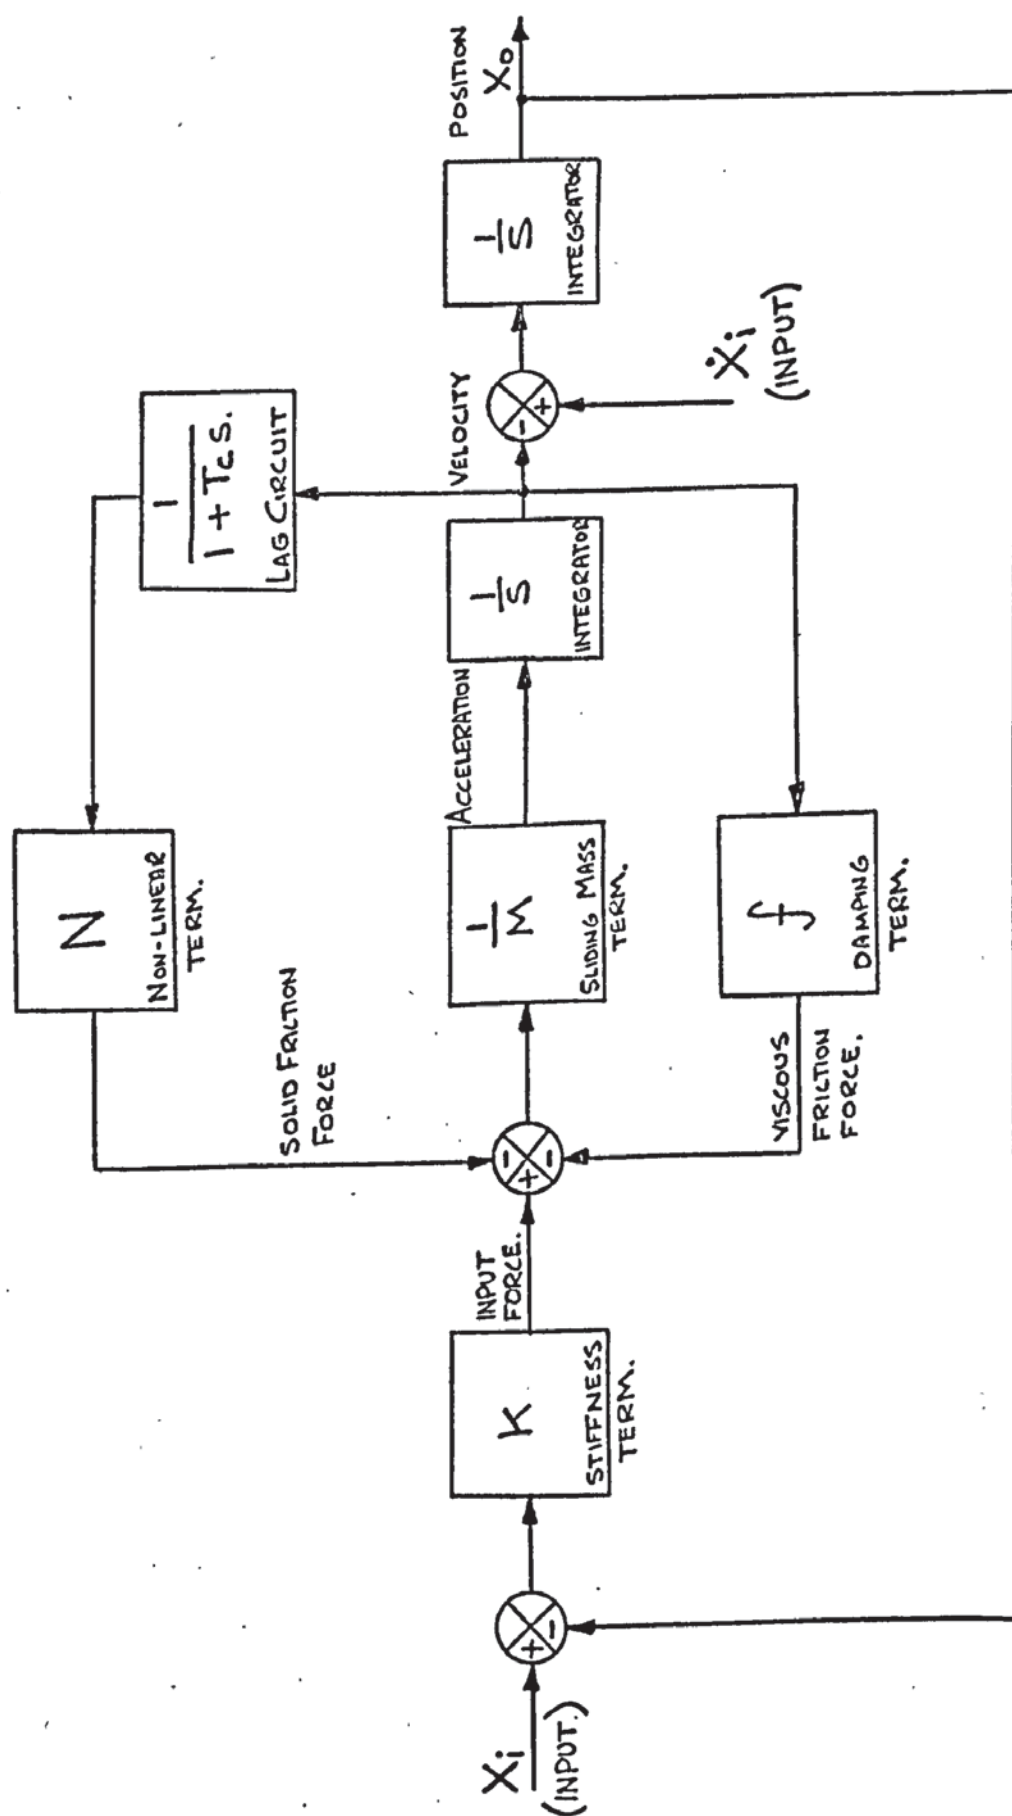 Xi
(INPUT.)
+
-
K
STIFFNESS
TERM.
INPUT
FORCE.
-
+
-
SOLID FRICTION
FORCE
N
NON-LINEAR
TERM.
1
M
SLIDING MASS
TERM.
VISCOUS
FRICTION
FORCE.
f
DAMPING
TERM.
ACCELERATION
1
S
INTEGRATOR
1
1 + Tc S.
LAG CIRCUIT
VELOCITY
-
+
Ẋi
(INPUT)
1
S
INTEGRATOR
POSITION
Xo